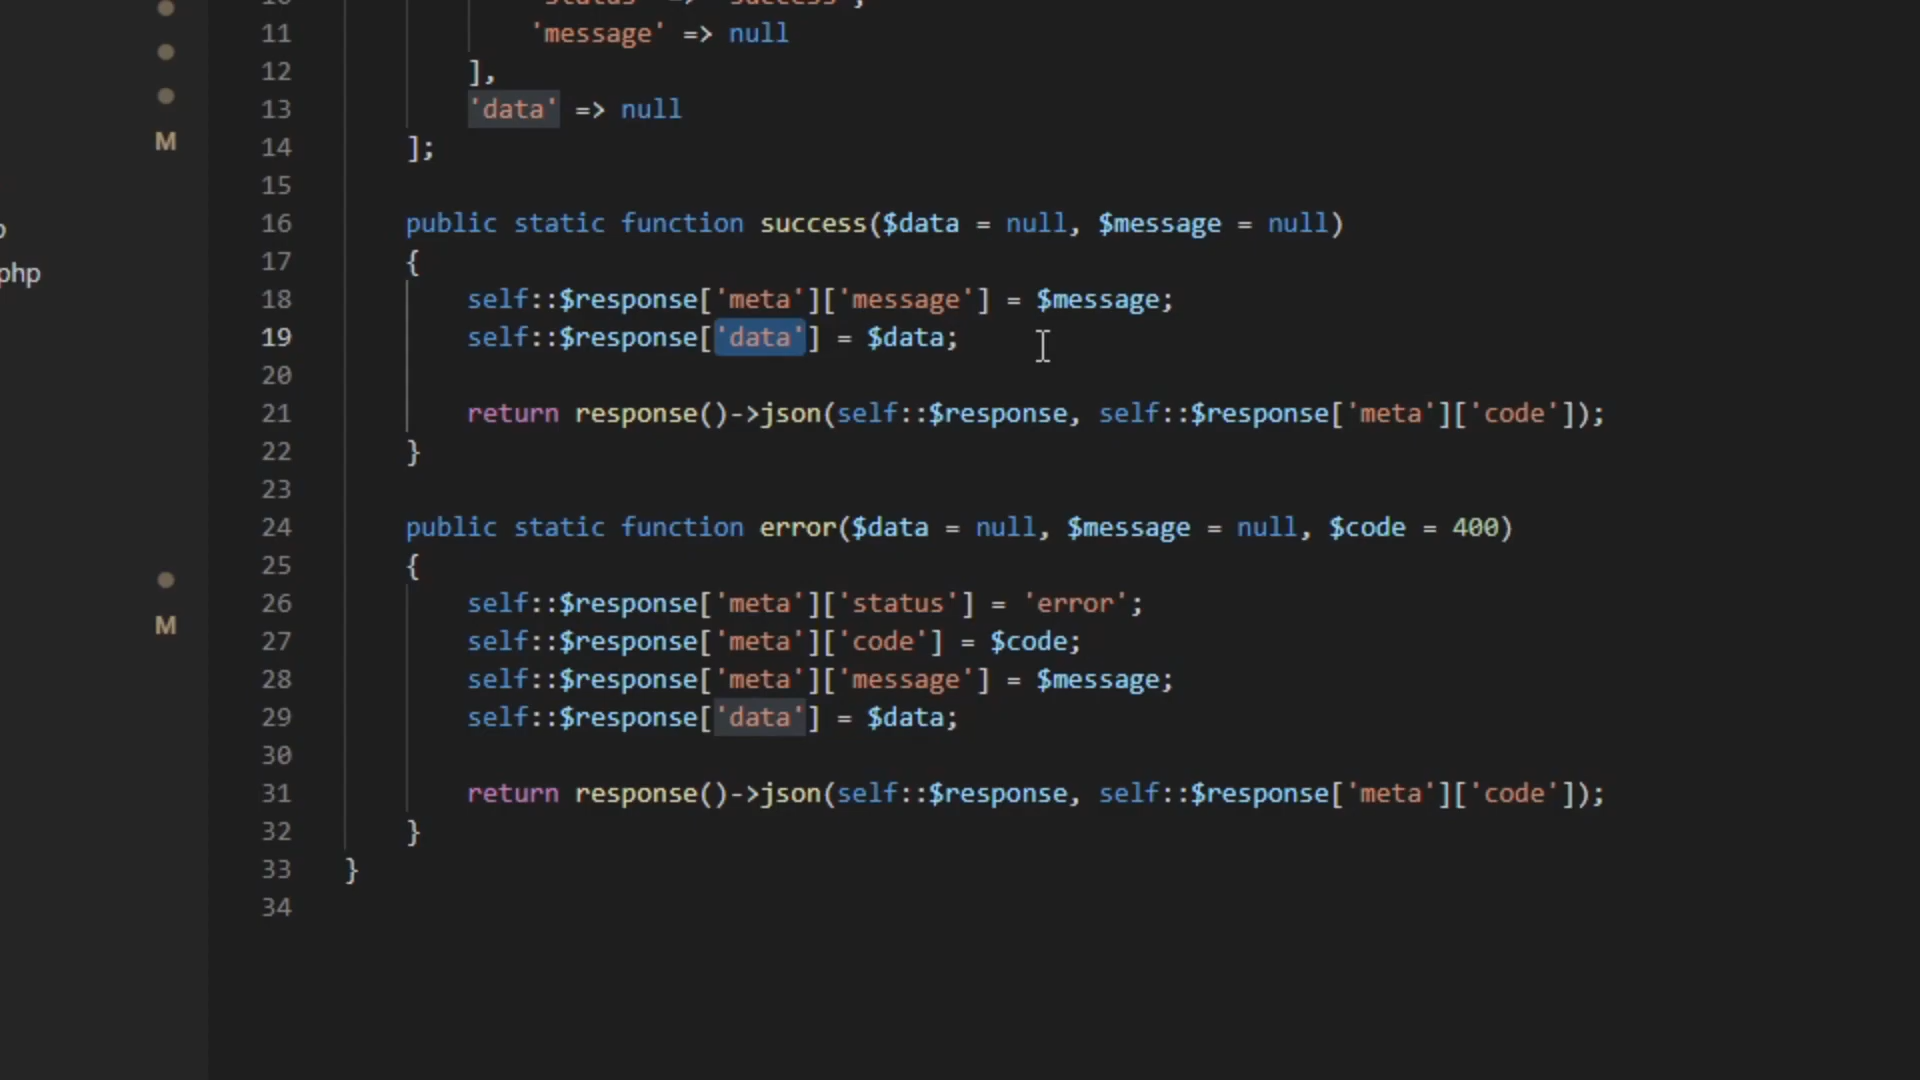 'status' => 'success',
11 'message' => null
12 ],
13 'data' => null
14 ];
15
16 public static function success($data = null, $message = null)
17 {
18 self::$response['meta']['message'] = $message;
19 self::$response['data'] = $data;
20
21 return response()->json(self::$response, self::$response['meta']['code']);
22 }
23
24 public static function error($data = null, $message = null, $code = 400)
25 {
26 self::$response['meta']['status'] = 'error';
27 self::$response['meta']['code'] = $code;
28 self::$response['meta']['message'] = $message;
29 self::$response['data'] = $data;
30
31 return response()->json(self::$response, self::$response['meta']['code']);
32 }
33 }
34
M
php
M